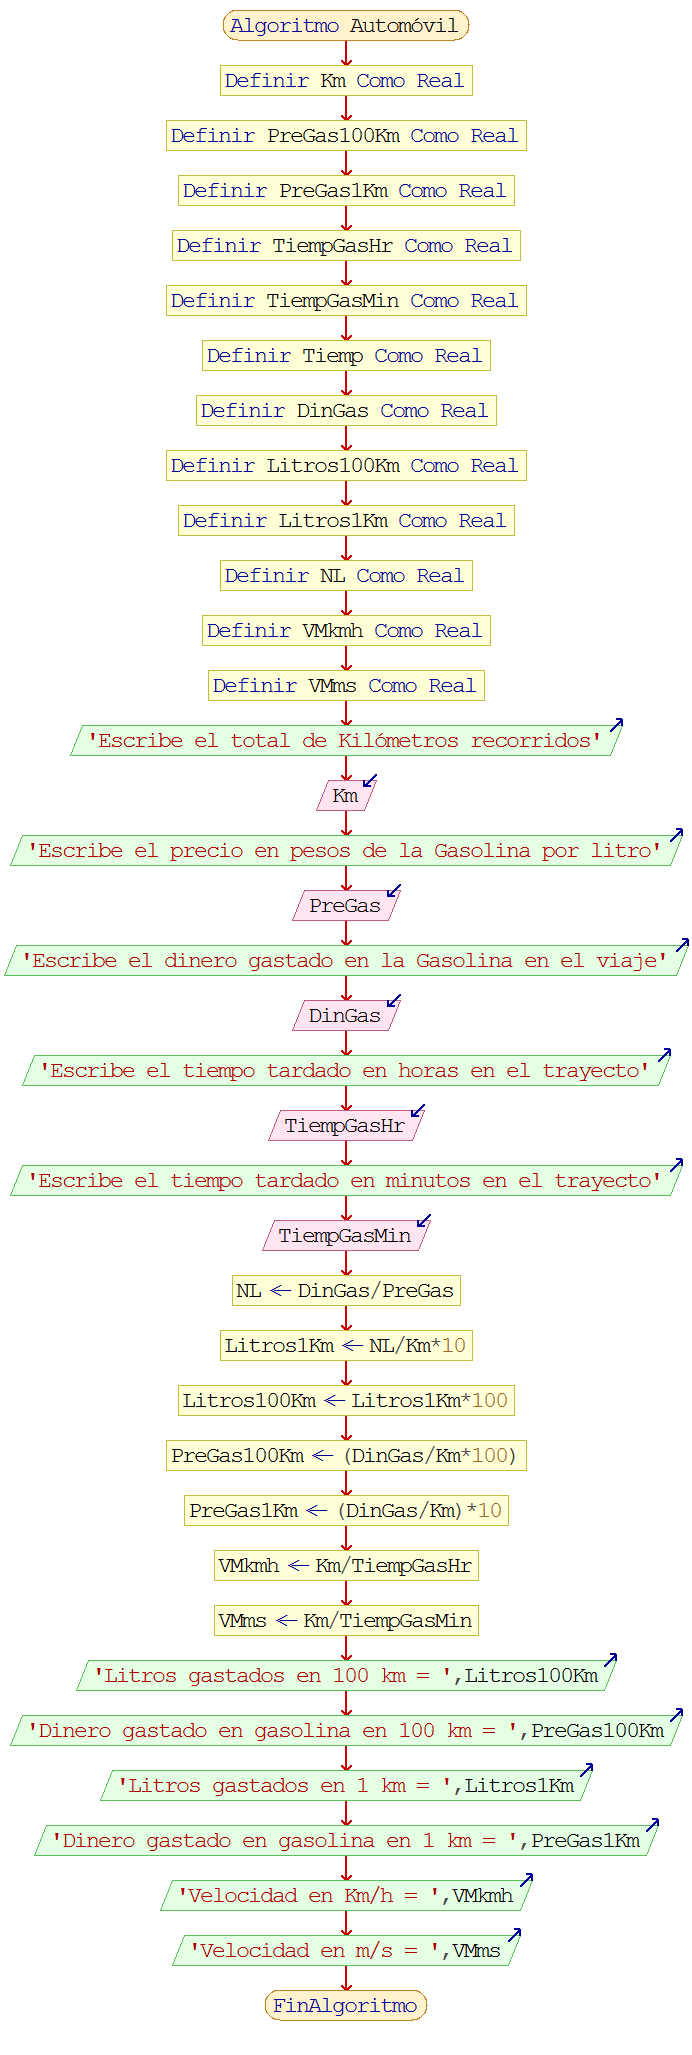 Algoritmo Automóvil
Definir Km Como Real
Definir PreGas100Km Como Real
Definir PreGas1Km Como Real
Definir TiempGasHr Como Real
Definir TiempGasMin Como Real
Definir Tiemp Como Real
Definir DinGas Como Real
Definir Litros100Km Como Real
Definir Litros1Km Como Real
Definir NL Como Real
Definir VMkmh Como Real
Definir VMms Como Real
'Escribe el total de Kilómetros recorridos'
Km
'Escribe el precio en pesos de la Gasolina por litro'
PreGas
'Escribe el dinero gastado en la Gasolina en el viaje'
DinGas
'Escribe el tiempo tardado en horas en el trayecto'
TiempGasHr
'Escribe el tiempo tardado en minutos en el trayecto'
TiempGasMin
NL ← DinGas/PreGas
Litros1Km ← NL/Km*10
Litros100Km ← Litros1Km*100
PreGas100Km ← (DinGas/Km*100)
PreGas1Km ← (DinGas/Km)*10
VMkmh ← Km/TiempGasHr
VMms ← Km/TiempGasMin
'Litros gastados en 100 km = ',Litros100Km
'Dinero gastado en gasolina en 100 km = ',PreGas100Km
'Litros gastados en 1 km = ',Litros1Km
'Dinero gastado en gasolina en 1 km = ',PreGas1Km
'Velocidad en Km/h = ',VMkmh
'Velocidad en m/s = ',VMms
FinAlgoritmo